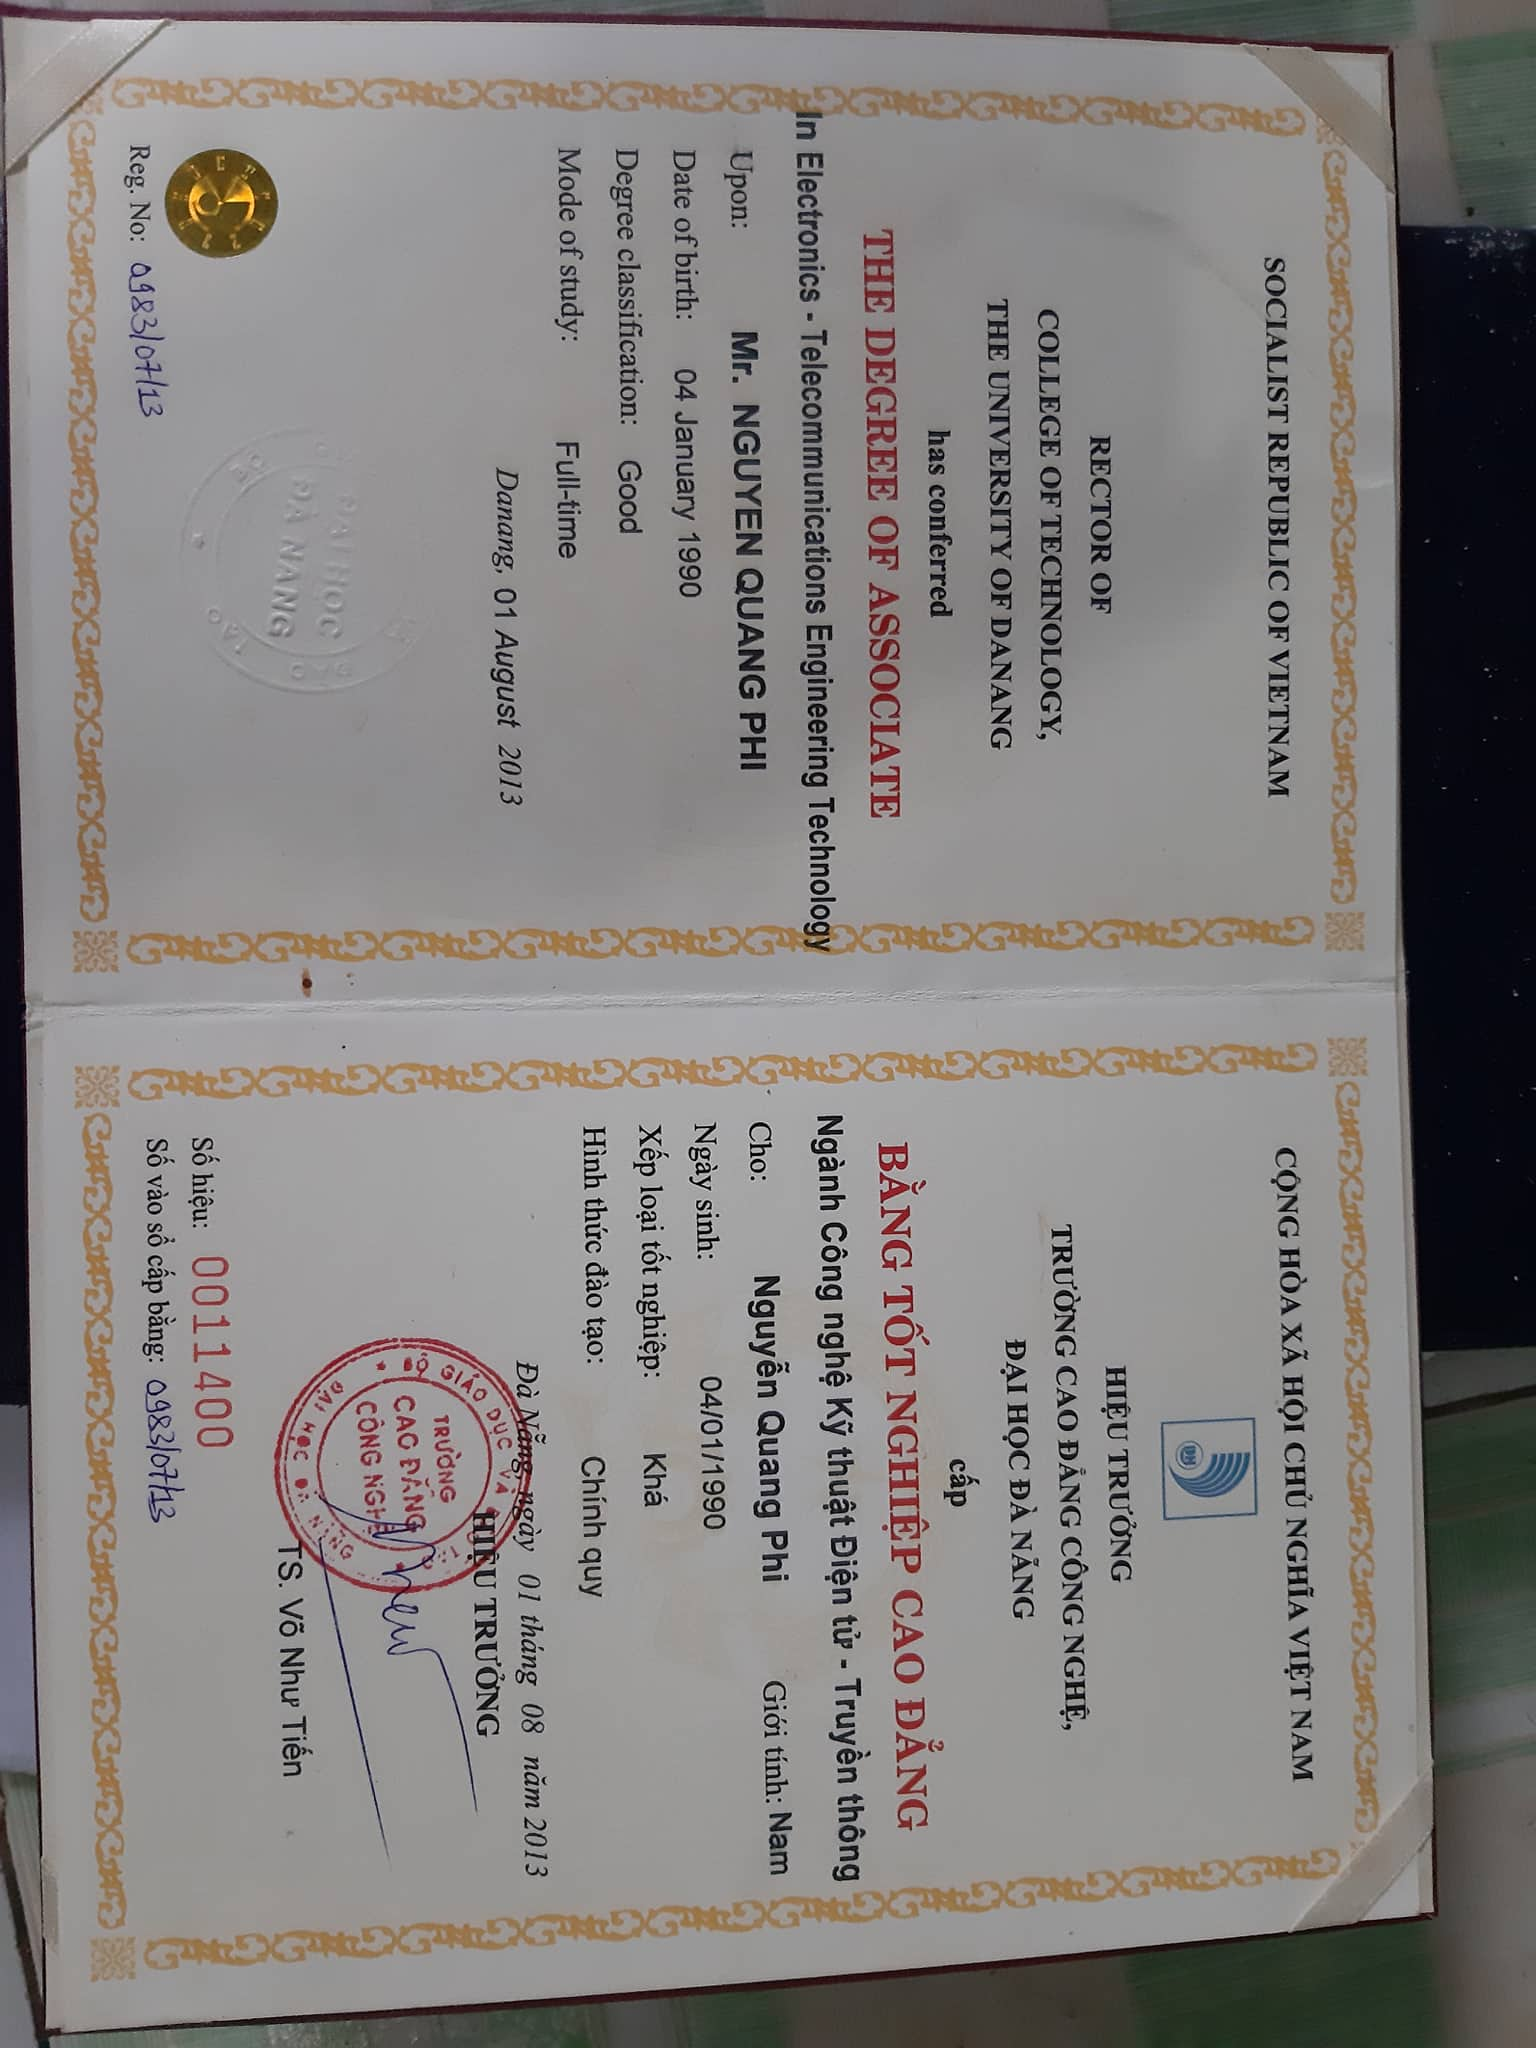 SOCIALIST REPUBLIC OF VIETNAM
RECTOR OF
COLLEGE OF TECHNOLOGY,
THE UNIVERSITY OF DANANG
has conferred
THE DEGREE OF ASSOCIATE
In Electronics - Telecommunications Engineering Technology
Upon: Mr. NGUYEN QUANG PHI
Date of birth: 04 January 1990
Degree classification: Good
Mode of study: Full-time
Danang, 01 August 2013
ĐẠI HỌC
ĐÀ NẴNG
Reg. No: 0983/07/13
CỘNG HÒA XÃ HỘI CHỦ NGHĨA VIỆT NAM
ĐH
HIỆU TRƯỞNG
TRƯỜNG CAO ĐẲNG CÔNG NGHỆ,
ĐẠI HỌC ĐÀ NẴNG
cấp
BẰNG TỐT NGHIỆP CAO ĐẲNG
Ngành Công nghệ Kỹ thuật Điện tử - Truyền thông
Cho: Nguyễn Quang Phi Giới tính: Nam
Ngày sinh: 04/01/1990
Xếp loại tốt nghiệp: Khá
Hình thức đào tạo: Chính quy
Đà Nẵng, ngày 01 tháng 08 năm 2013
HIỆU TRƯỞNG
BỘ GIÁO DỤC VÀ
TRƯỜNG
CAO ĐẲNG
CÔNG NGHỆ
ĐẠI HỌC ĐÀ NẴNG
TS. Võ Như Tiến
Số hiệu: 0011400
Số vào sổ cấp bằng: 0983/07/13